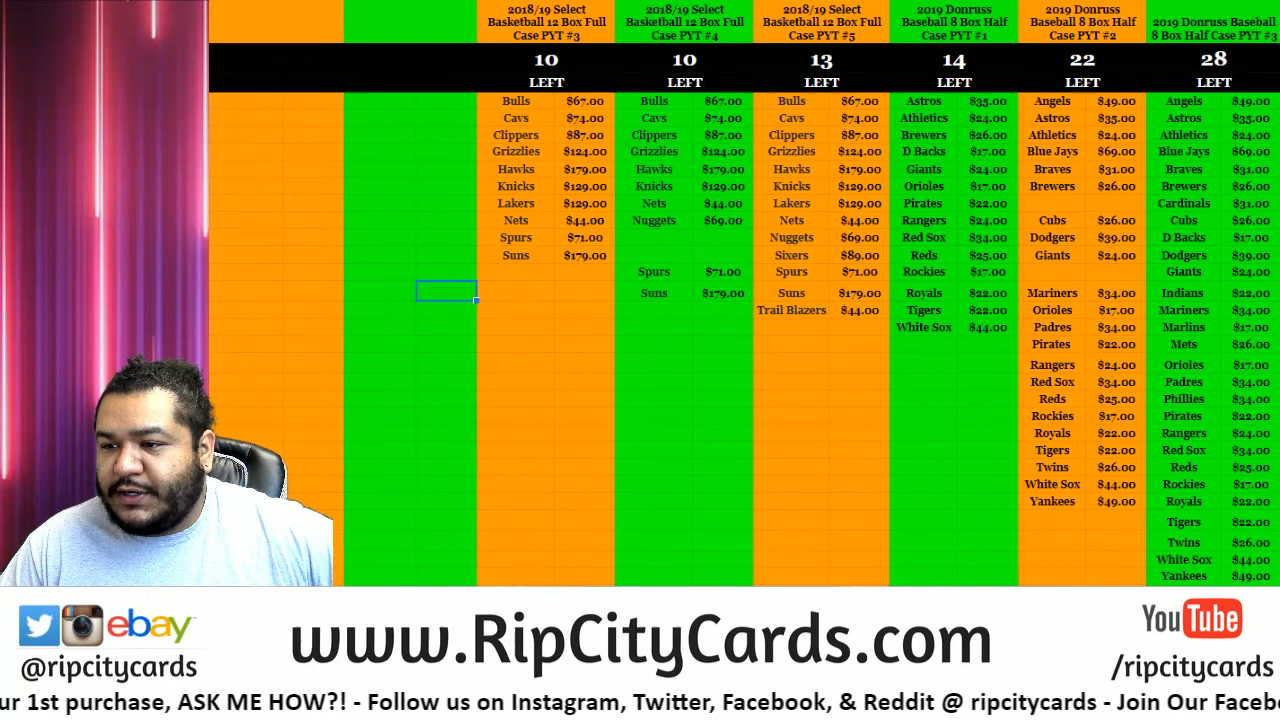 2018/19 Select
Basketball 12 Box Full
Case PYT #3
10
LEFT
Bulls $67.00
Cavs $74.00
Clippers $87.00
Grizzlies $124.00
Hawks $179.00
Knicks $129.00
Lakers $129.00
Nets $44.00
Spurs $71.00
Suns $179.00
2018/19 Select
Basketball 12 Box Full
Case PYT #4
10
LEFT
Bulls $67.00
Cavs $74.00
Clippers $87.00
Grizzlies $124.00
Hawks $179.00
Knicks $129.00
Nets $44.00
Nuggets $69.00
Spurs $71.00
Suns $179.00
2018/19 Select
Basketball 12 Box Full
Case PYT #5
13
LEFT
Bulls $67.00
Cavs $74.00
Clippers $87.00
Grizzlies $124.00
Hawks $179.00
Knicks $129.00
Lakers $129.00
Nets $44.00
Nuggets $69.00
Sixers $89.00
Spurs $71.00
Suns $179.00
Trail Blazers $44.00
2019 Donruss
Baseball 8 Box Half
Case PYT #1
14
LEFT
Astros $35.00
Athletics $24.00
Brewers $26.00
D Backs $17.00
Giants $24.00
Orioles $17.00
Pirates $22.00
Rangers $24.00
Red Sox $34.00
Reds $25.00
Rockies $17.00
Royals $22.00
Tigers $22.00
White Sox $44.00
2019 Donruss
Baseball 8 Box Half
Case PYT #2
22
LEFT
Angels $49.00
Astros $35.00
Athletics $24.00
Blue Jays $69.00
Braves $31.00
Brewers $26.00
Cubs $26.00
Dodgers $39.00
Giants $24.00
Mariners $34.00
Orioles $17.00
Padres $34.00
Pirates $22.00
Rangers $24.00
Red Sox $34.00
Reds $25.00
Rockies $17.00
Royals $22.00
Tigers $22.00
Twins $26.00
White Sox $44.00
Yankees $49.00
2019 Donruss Baseball
8 Box Half Case PYT #3
28
LEFT
Angels $49.00
Astros $35.00
Athletics $24.00
Blue Jays $69.00
Braves $31.00
Brewers $26.00
Cardinals $31.00
Cubs $26.00
D Backs $17.00
Dodgers $39.00
Giants $24.00
Indians $22.00
Mariners $34.00
Marlins $17.00
Mets $26.00
Orioles $17.00
Padres $34.00
Phillies $34.00
Pirates $22.00
Rangers $24.00
Red Sox $34.00
Reds $25.00
Rockies $17.00
Royals $22.00
Tigers $22.00
Twins $26.00
White Sox $44.00
Yankees $49.00
ebay
@ripcitycards
www.RipCityCards.com
YouTube
/ripcitycards
ur 1st purchase, ASK ME HOW?! - Follow us on Instagram, Twitter, Facebook, & Reddit @ ripcitycards - Join Our Facebo